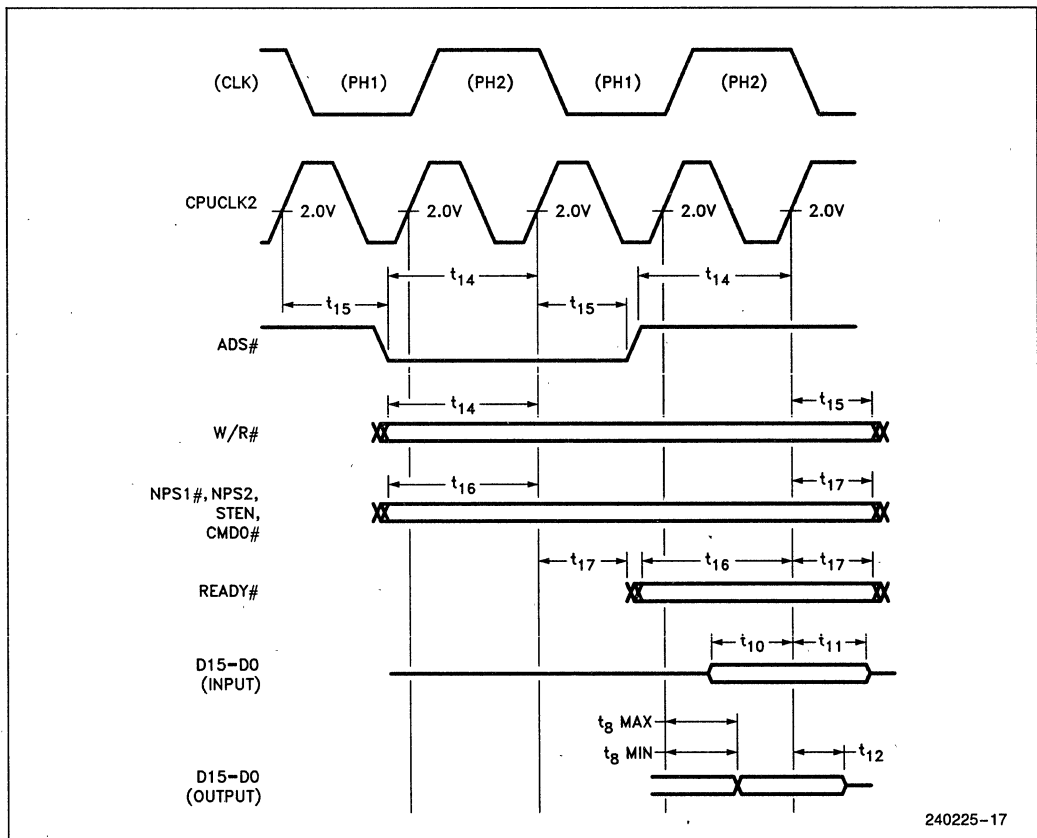 (CLK) (PH1) (PH2) (PH1) (PH2)
CPUCLK2 2.0V 2.0V 2.0V 2.0V 2.0V
t14 t14
t15 t15
ADS#
t14 t15
W/R#
t16 t17
NPS1#, NPS2,
STEN,
CMD0#
t17 t16 t17
READY#
t10 t11
D15-D0
(INPUT)
t8 MAX
t8 MIN t12
D15-D0
(OUTPUT)
240225-17